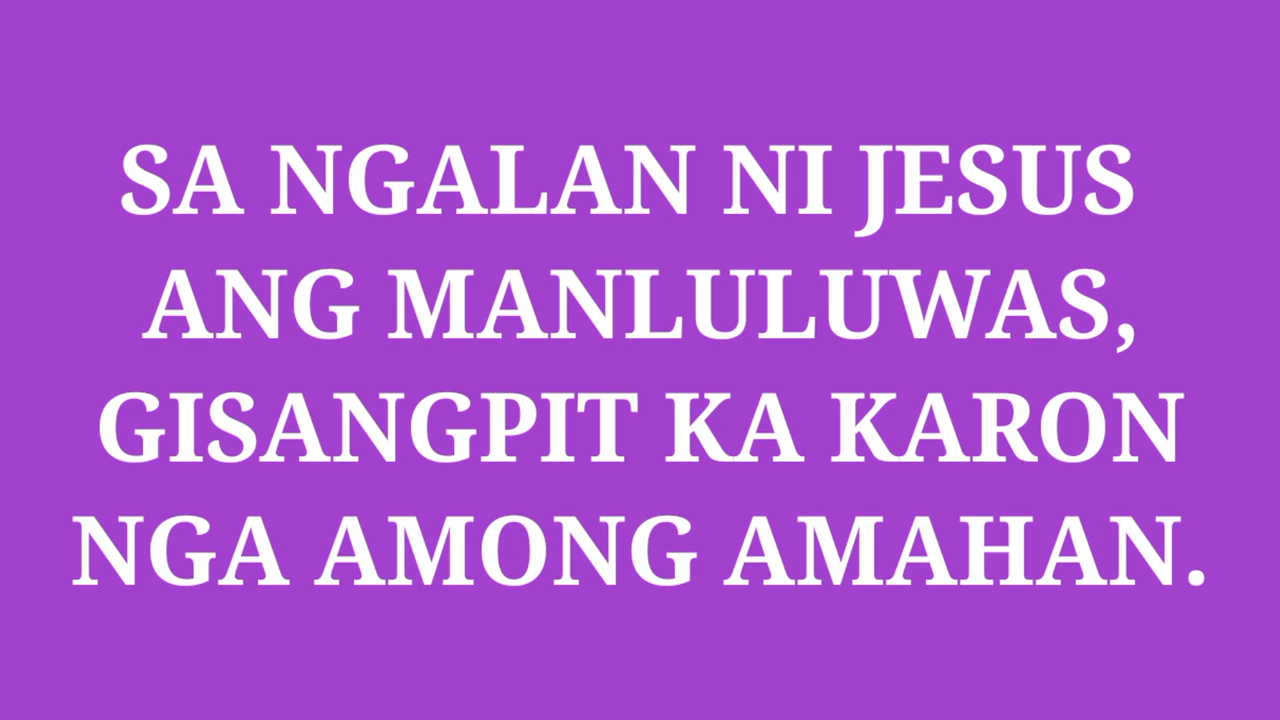 SA NGALAN NI JESUS
ANG MANLULUWAS,
GISANGPIT KA KARON
NGA AMONG AMAHAN.